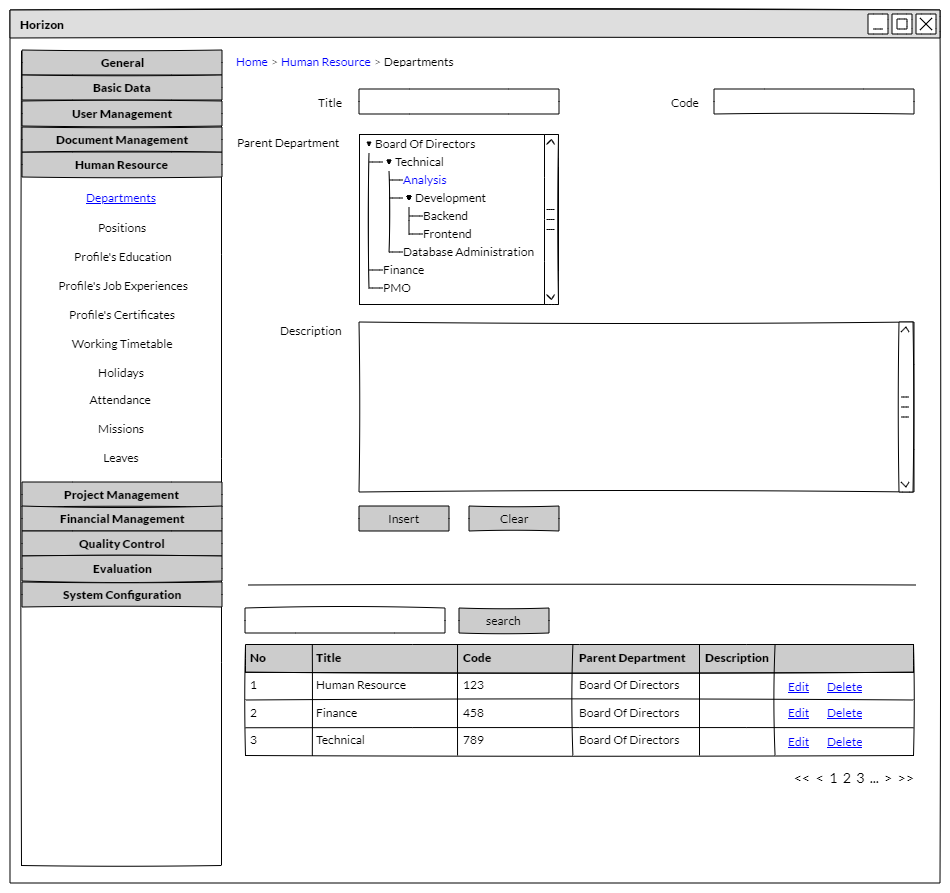 Horizon
General
Basic Data
User Management
Document Management
Human Resource
Departments
Positions
Profile's Education
Profile's Job Experiences
Profile's Certificates
Working Timetable
Holidays
Attendance
Missions
Leaves
Project Management
Financial Management
Quality Control
Evaluation
System Configuration
Home > Human Resource > Departments
Title
Code
Parent Department
Board Of Directors
Technical
Analysis
Development
Backend
Frontend
Database Administration
Finance
PMO
Description
Insert Clear
search
No Title Code Parent Department Description
1 Human Resource 123 Board Of Directors Edit Delete
2 Finance 458 Board Of Directors Edit Delete
3 Technical 789 Board Of Directors Edit Delete
<< < 1 2 3 ... > >>